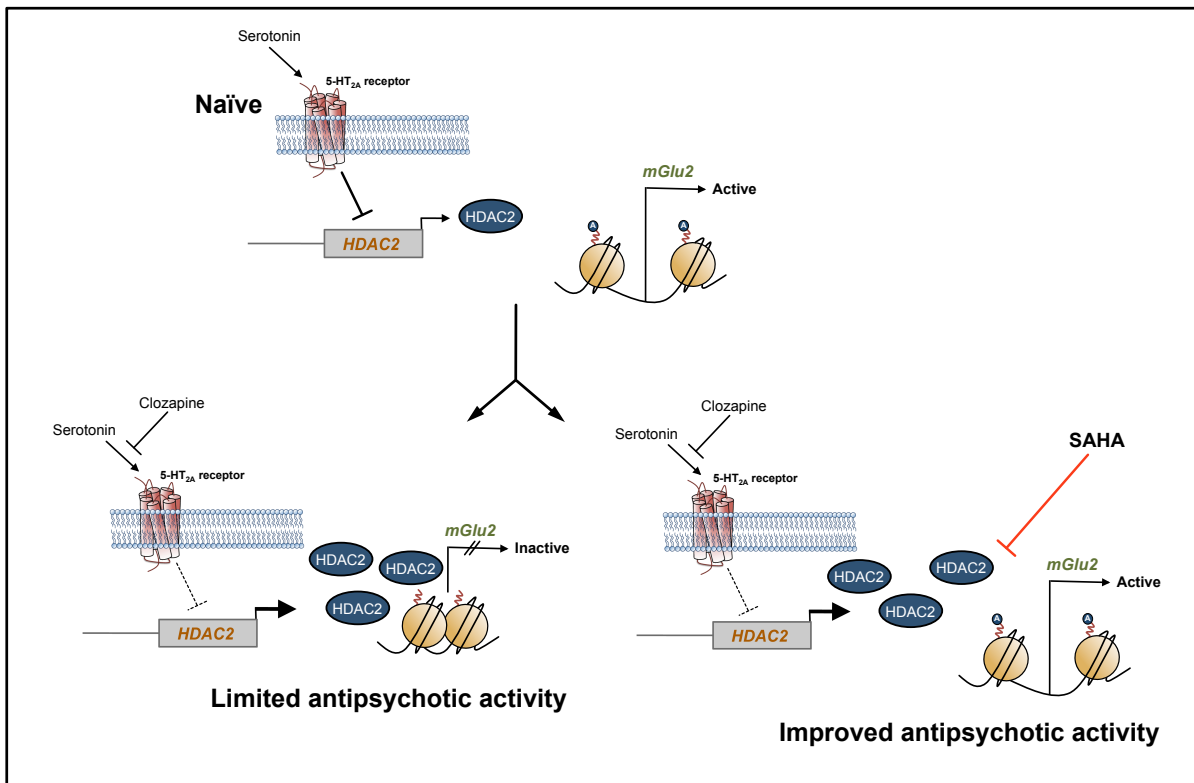 Serotonin
5-HT2A receptor
Naïve
HDAC2
HDAC2
mGlu2
Active
A
A
Clozapine
Serotonin
5-HT2A receptor
HDAC2
HDAC2
HDAC2
HDAC2
mGlu2
Inactive
Limited antipsychotic activity
Clozapine
Serotonin
5-HT2A receptor
SAHA
HDAC2
HDAC2
HDAC2
HDAC2
mGlu2
Active
A
A
Improved antipsychotic activity